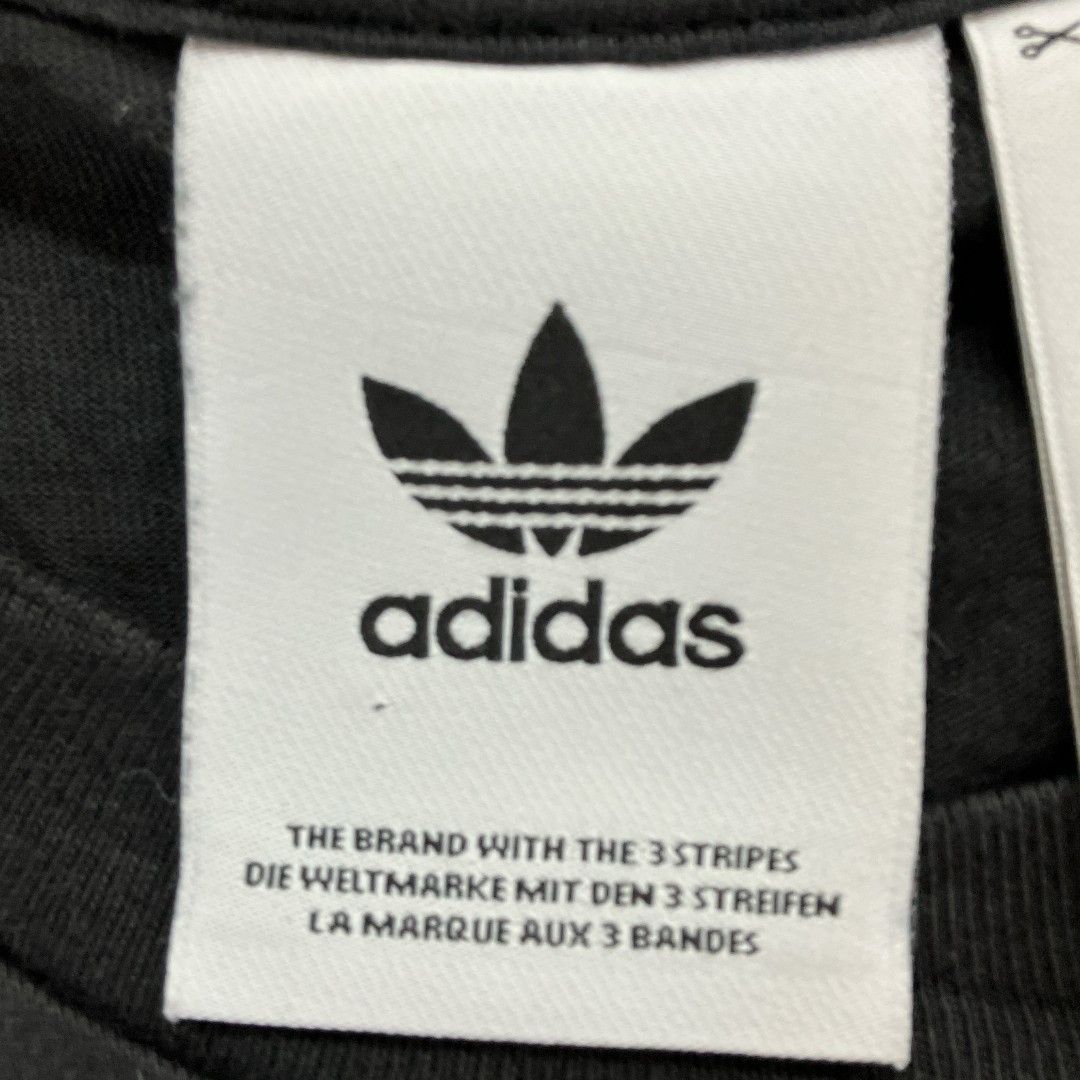 adidas
THE BRAND WITH THE 3 STRIPES
DIE WELTMARKE MIT DEN 3 STREIFEN
LA MARQUE AUX 3 BANDES